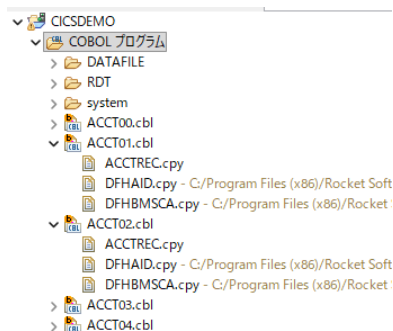 CICSDEMO
COBOL プログラム
DATAFILE
RDT
system
ACCT00.cbl
ACCT01.cbl
ACCTREC.cpy
DFHAID.cpy - C:/Program Files (x86)/Rocket Soft
DFHBMSCA.cpy - C:/Program Files (x86)/Rocket
ACCT02.cbl
ACCTREC.cpy
DFHAID.cpy - C:/Program Files (x86)/Rocket Soft
DFHBMSCA.cpy - C:/Program Files (x86)/Rocket
ACCT03.cbl
ACCT04.cbl